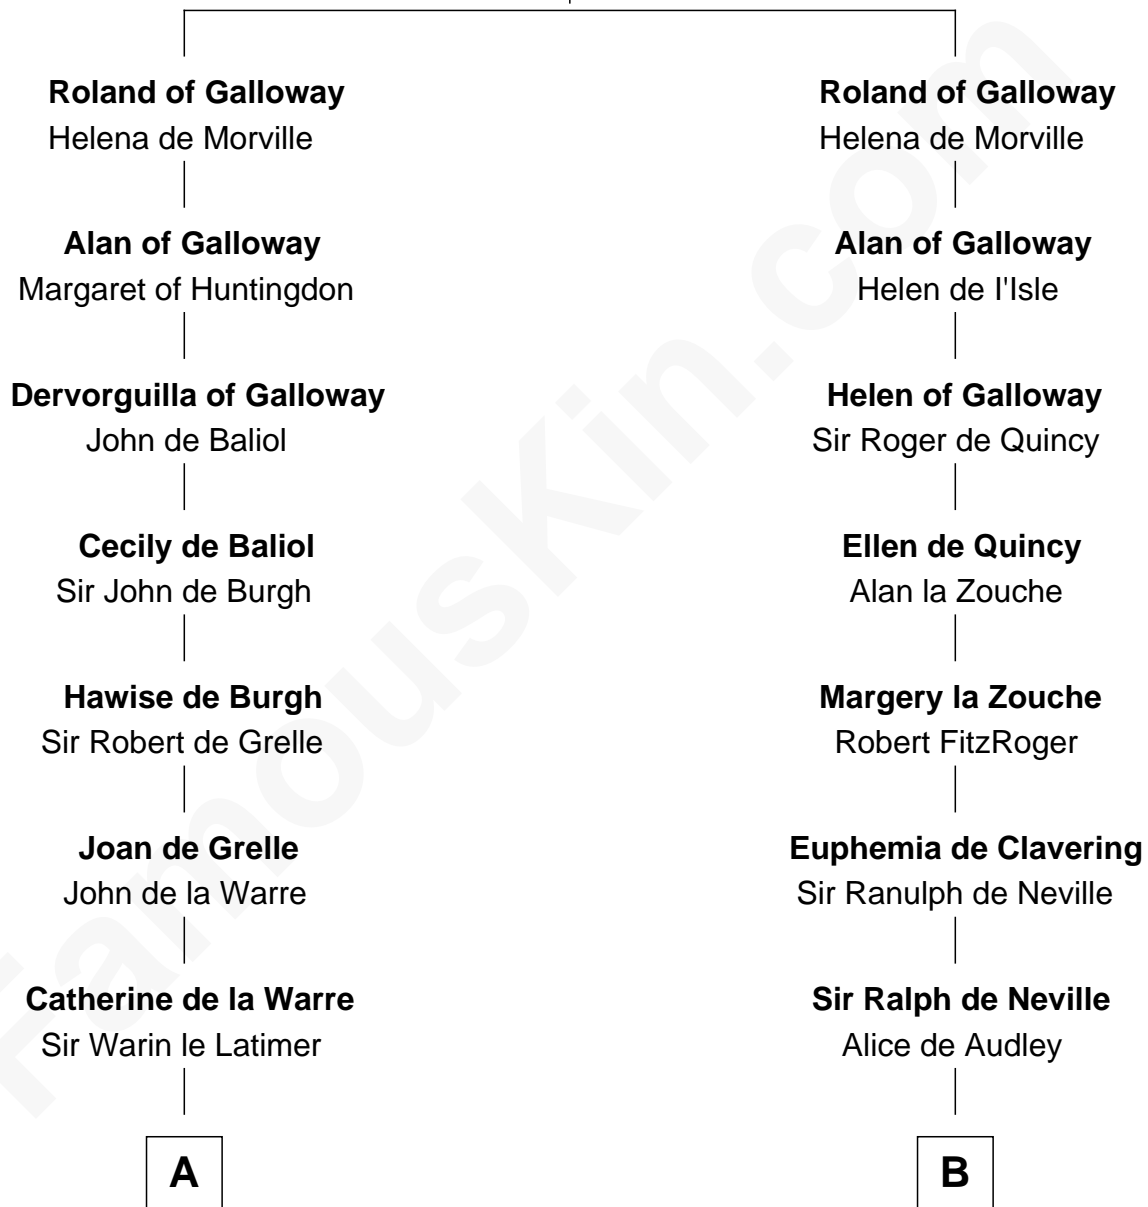 Roland of Galloway
Helena de Morville
Alan of Galloway
Margaret of Huntingdon
Dervorguilla of Galloway
John de Baliol
Cecily de Baliol
Sir John de Burgh
Hawise de Burgh
Sir Robert de Grelle
Joan de Grelle
John de la Warre
Catherine de la Warre
Sir Warin le Latimer
A
Roland of Galloway
Helena de Morville
Alan of Galloway
Helen de I'Isle
Helen of Galloway
Sir Roger de Quincy
Ellen de Quincy
Alan la Zouche
Margery la Zouche
Robert FitzRoger
Euphemia de Clavering
Sir Ranulph de Neville
Sir Ralph de Neville
Alice de Audley
B
FamousKin.com